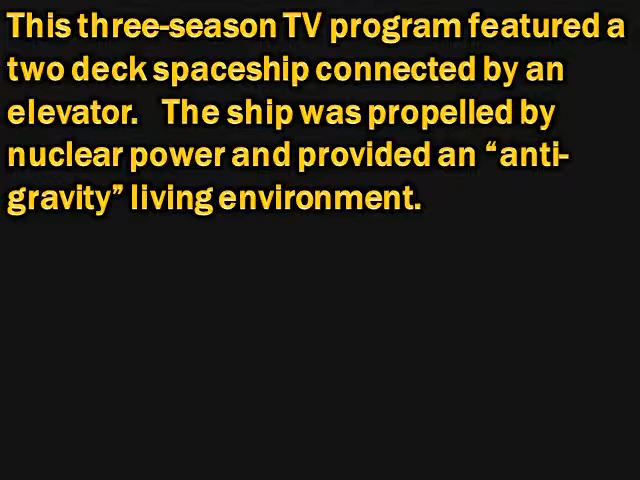 This three-season TV program featured a
two deck spaceship connected by an
elevator.   The ship was propelled by
nuclear power and provided an “anti-
gravity” living environment.